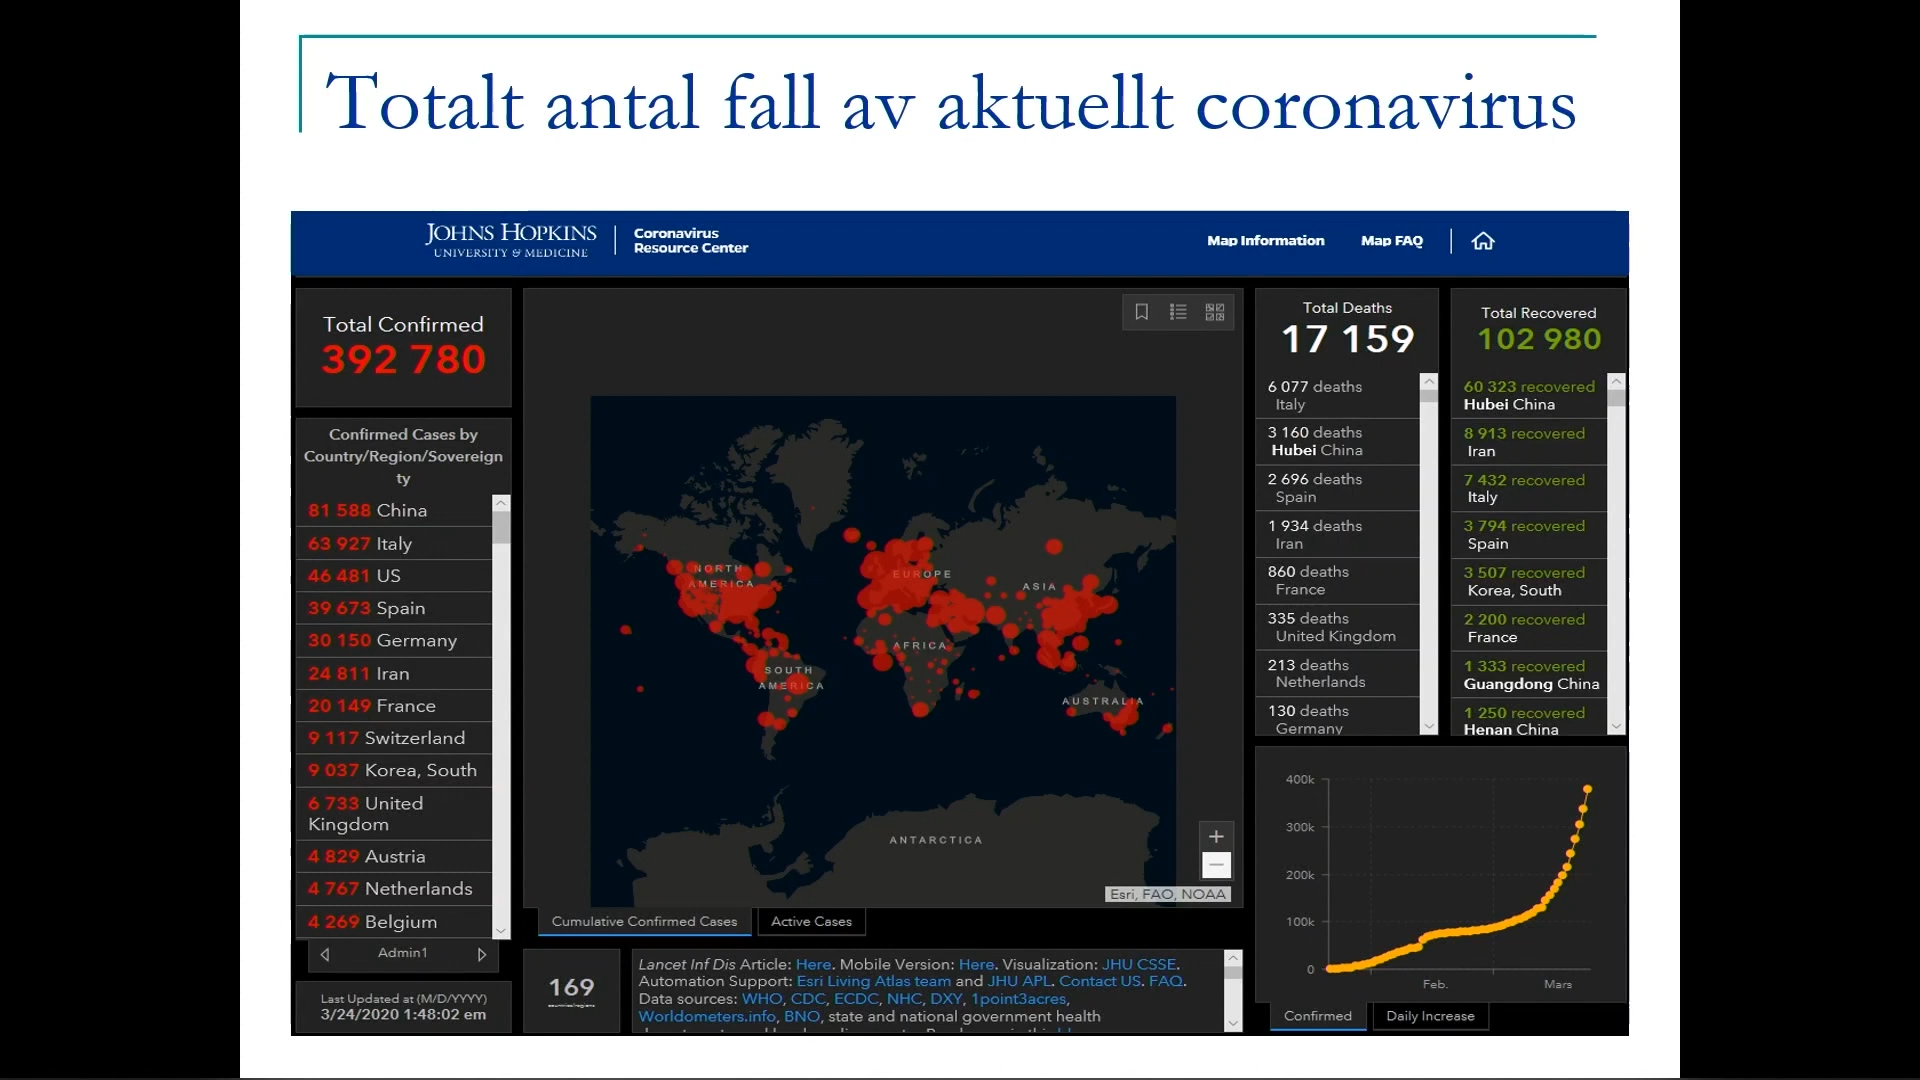 Totalt antal fall av aktuellt coronavirus
JOHNS HOPKINS
UNIVERSITY & MEDICINE
Coronavirus
Resource Center
Map Information
Map FAQ
Total Confirmed
392 780
Confirmed Cases by
Country/Region/Sovereign
ty
81 588 China
63 927 Italy
46 481 US
39 673 Spain
30 150 Germany
24 811 Iran
20 149 France
9 117 Switzerland
9 037 Korea, South
6 733 United
Kingdom
4 829 Austria
4 767 Netherlands
4 269 Belgium
Admin1
Last Updated at (M/D/YYYY)
3/24/2020 1:48:02 em
NORTH
AMERICA
EUROPE
ASIA
AFRICA
SOUTH
AMERICA
AUSTRALIA
ANTARCTICA
+
−
Esri, FAO, NOAA
Cumulative Confirmed Cases
Active Cases
169
Lancet Inf Dis Article: Here. Mobile Version: Here. Visualization: JHU CSSE.
Automation Support: Esri Living Atlas team and JHU APL. Contact US. FAQ.
Data sources: WHO, CDC, ECDC, NHC, DXY, 1point3acres,
Worldometers.info, BNO, state and national government health
Total Deaths
17 159
6 077 deaths
Italy
3 160 deaths
Hubei China
2 696 deaths
Spain
1 934 deaths
Iran
860 deaths
France
335 deaths
United Kingdom
213 deaths
Netherlands
130 deaths
Germany
Total Recovered
102 980
60 323 recovered
Hubei China
8 913 recovered
Iran
7 432 recovered
Italy
3 794 recovered
Spain
3 507 recovered
Korea, South
2 200 recovered
France
1 333 recovered
Guangdong China
1 250 recovered
Henan China
400k
300k
200k
100k
0
Feb.
Mars
Confirmed
Daily Increase